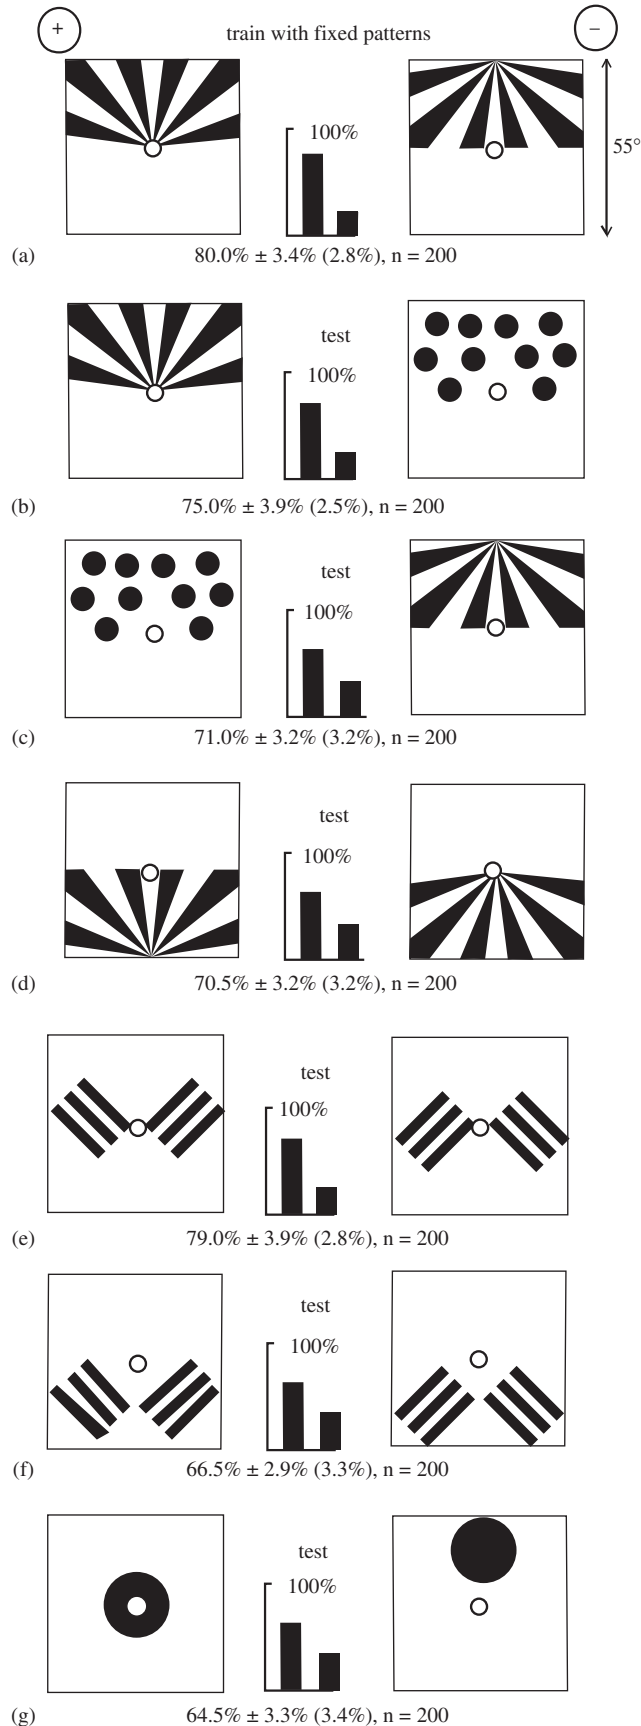 +
train with fixed patterns
–
100%
55°
(a)
80.0% ± 3.4% (2.8%), n = 200
test
100%
(b)
75.0% ± 3.9% (2.5%), n = 200
test
100%
(c)
71.0% ± 3.2% (3.2%), n = 200
test
100%
(d)
70.5% ± 3.2% (3.2%), n = 200
test
100%
(e)
79.0% ± 3.9% (2.8%), n = 200
test
100%
(f)
66.5% ± 2.9% (3.3%), n = 200
test
100%
(g)
64.5% ± 3.3% (3.4%), n = 200